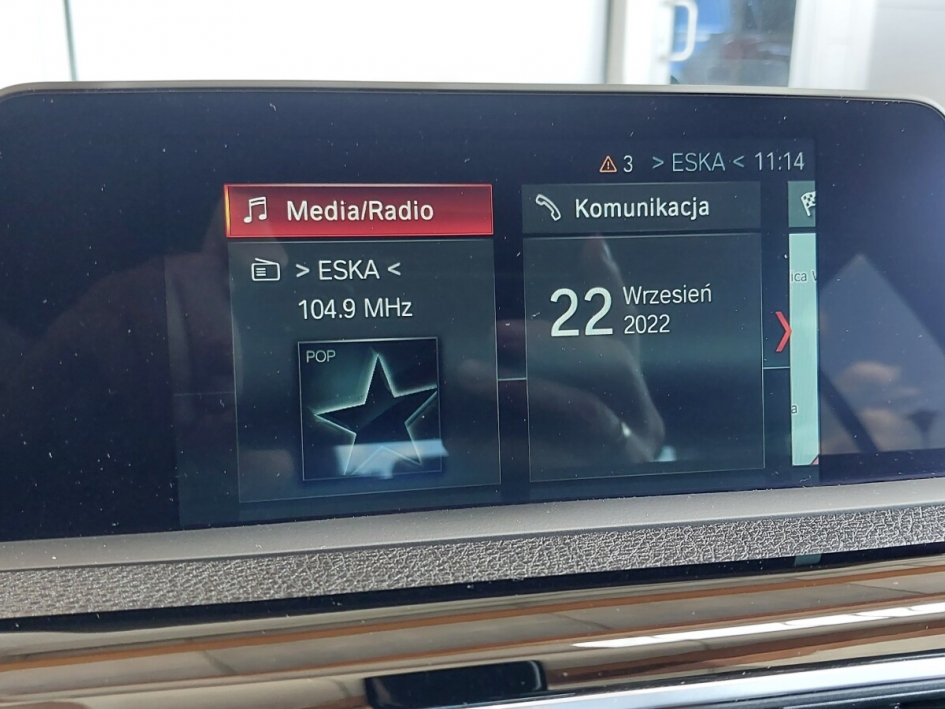 3 > ESKA < 11:14
Media/Radio
> ESKA <
104.9 MHz
POP
Komunikacja
22 Wrzesień
2022